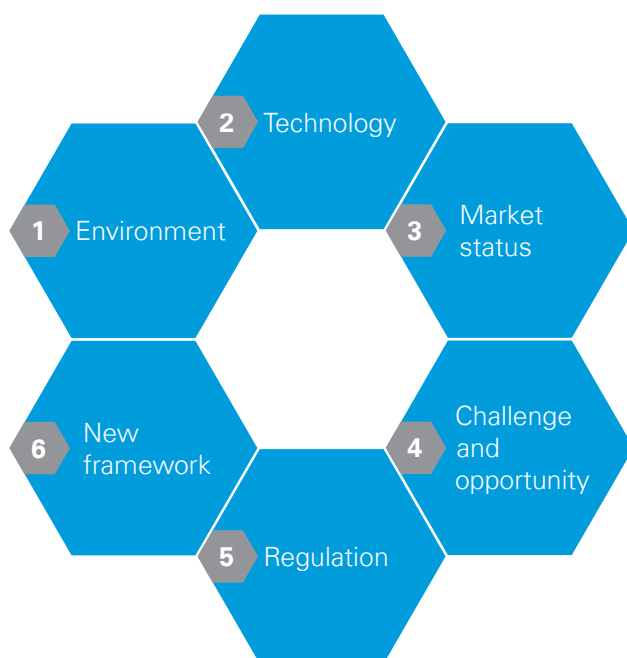 1 Environment
2 Technology
3 Market
status
4 Challenge
and
opportunity
5 Regulation
6 New
framework